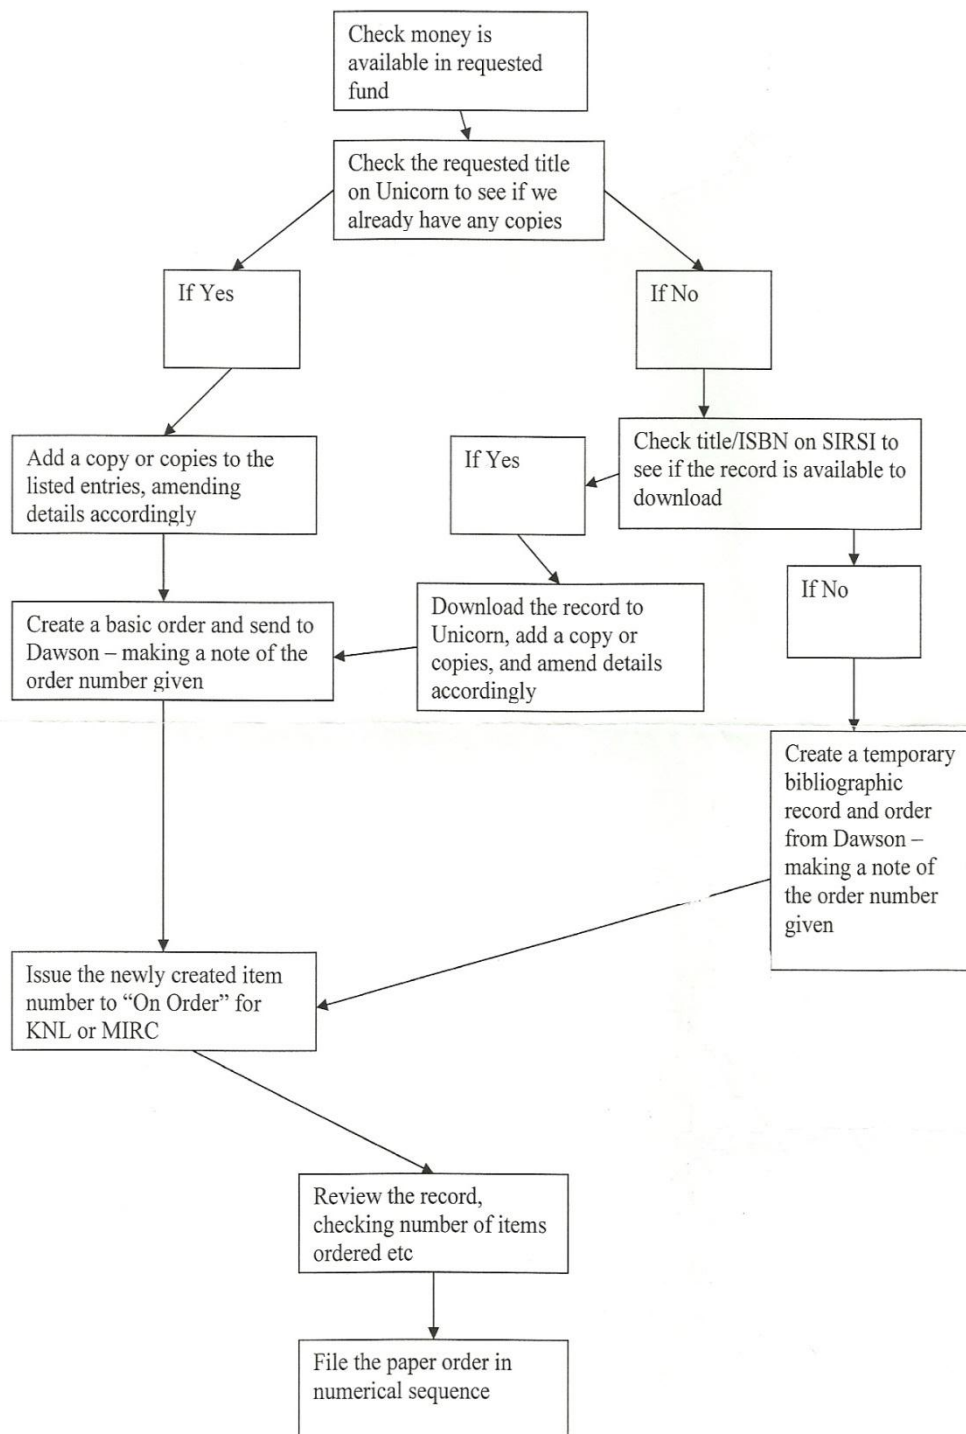 Check money is
available in requested
fund
Check the requested title
on Unicorn to see if we
already have any copies
If Yes
If No
Add a copy or copies to the
listed entries, amending
details accordingly
If Yes
Check title/ISBN on SIRSI to
see if the record is available to
download
If No
Create a basic order and send to
Dawson – making a note of the
order number given
Download the record to
Unicorn, add a copy or
copies, and amend details
accordingly
Create a temporary
bibliographic
record and order
from Dawson –
making a note of
the order number
given
Issue the newly created item
number to “On Order” for
KNL or MIRC
Review the record,
checking number of items
ordered etc
File the paper order in
numerical sequence